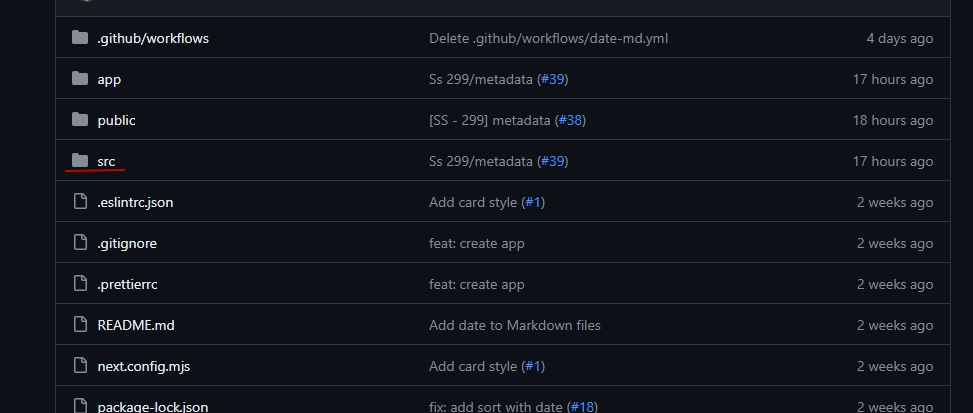 .github/workflows Delete .github/workflows/date-md.yml 4 days ago
app Ss 299/metadata (#39) 17 hours ago
public [SS - 299] metadata (#38) 18 hours ago
src Ss 299/metadata (#39) 17 hours ago
.eslintrc.json Add card style (#1) 2 weeks ago
.gitignore feat: create app 2 weeks ago
.prettierrc feat: create app 2 weeks ago
README.md Add date to Markdown files 2 weeks ago
next.config.mjs Add card style (#1) 2 weeks ago
package-lock.json fix: add sort with date (#18) 2 weeks ago